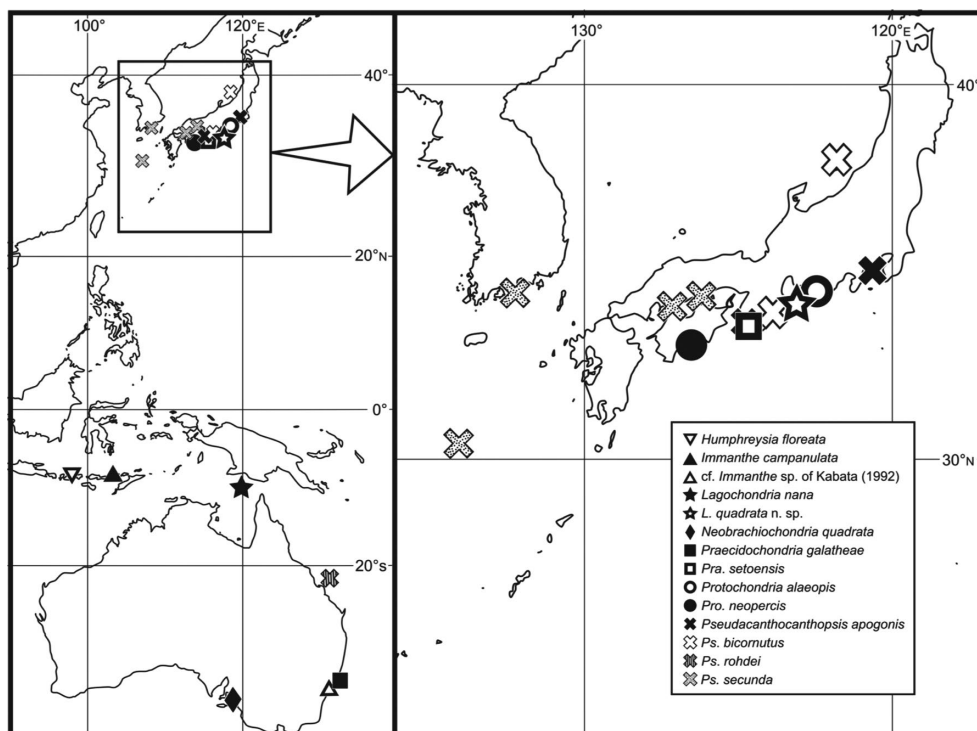 100°
120°E
130°
120°E
40°
40°
20°N
0°
30°N
20°S
Humphreysia floreata
Immanthe campanulata
cf. Immanthe sp. of Kabata (1992)
Lagochondria nana
L. quadrata n. sp.
Neobrachiochondria quadrata
Praecidochondria galatheae
Pra. setoensis
Protochondria alaeopis
Pro. neopercis
Pseudacanthocanthopsis apogonis
Ps. bicornutus
Ps. rohdei
Ps. secunda